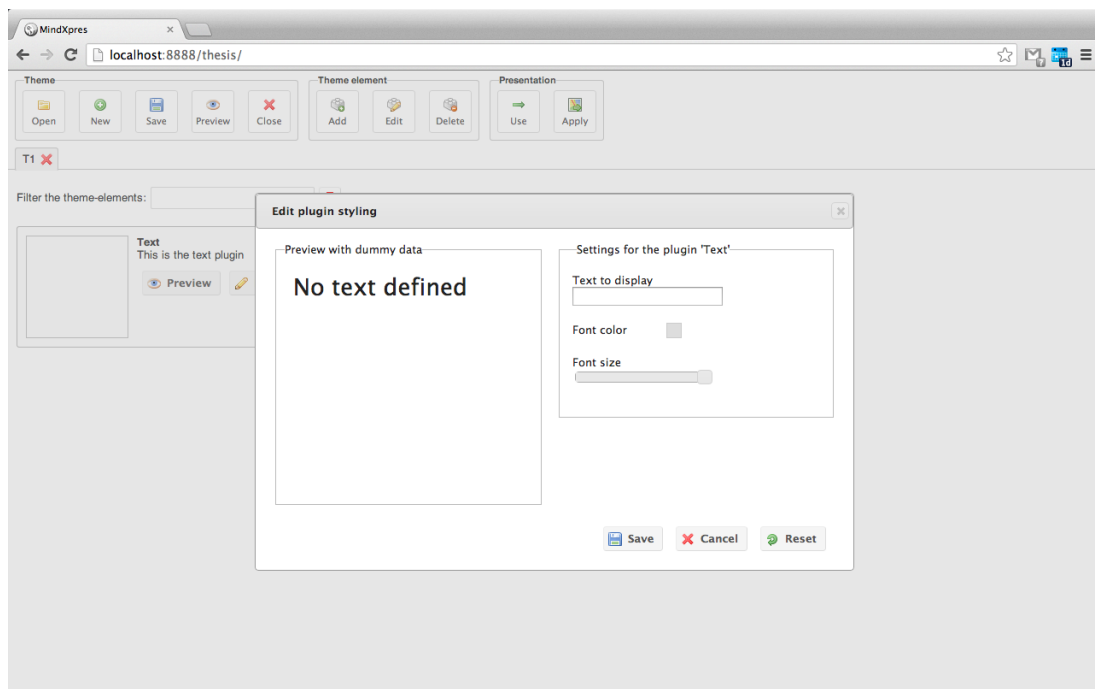 MindXpres
localhost:8888/thesis/
1d
Theme
Theme element
Presentation
Open
New
Save
Preview
Close
Add
Edit
Delete
Use
Apply
T1
Filter the theme-elements:
Text
This is the text plugin
Preview
Edit plugin styling
Preview with dummy data
No text defined
Settings for the plugin 'Text'
Text to display
Font color
Font size
Save
Cancel
Reset